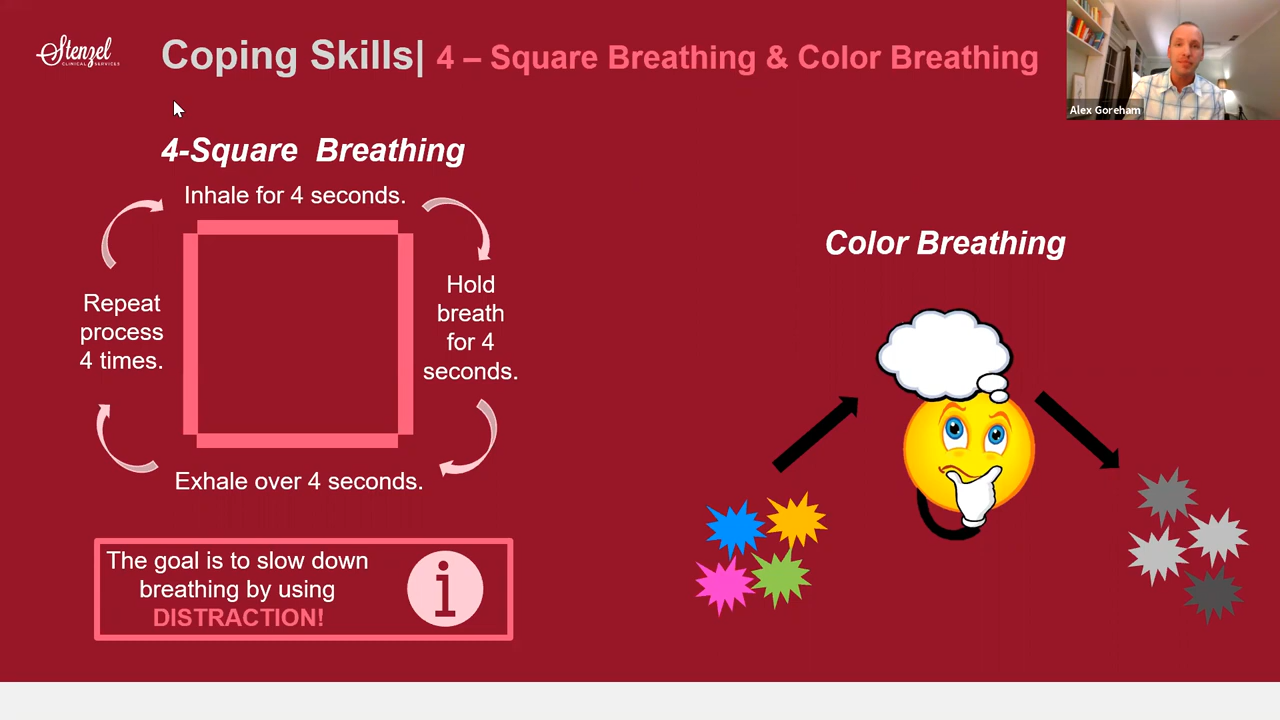 Stenzel
CLINICAL SERVICES
Coping Skills| 4 – Square Breathing & Color Breathing
Alex Goreham
4-Square Breathing
Inhale for 4 seconds.
Hold
breath
for 4
seconds.
Exhale over 4 seconds.
Repeat
process
4 times.
The goal is to slow down
breathing by using
DISTRACTION!
i
Color Breathing